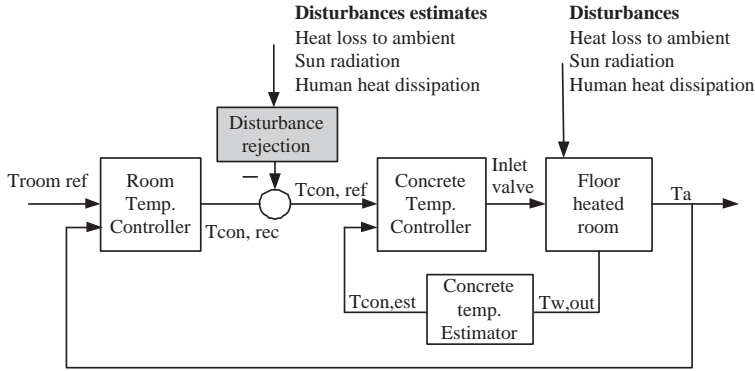 Disturbances estimates
Heat loss to ambient
Sun radiation
Human heat dissipation
Disturbances
Heat loss to ambient
Sun radiation
Human heat dissipation
Disturbance
rejection
−
Troom ref
Room
Temp.
Controller
Tcon, rec
Tcon, ref
Concrete
Temp.
Controller
Inlet
valve
Floor
heated
room
Ta
Tcon,est
Concrete
temp.
Estimator
Tw,out